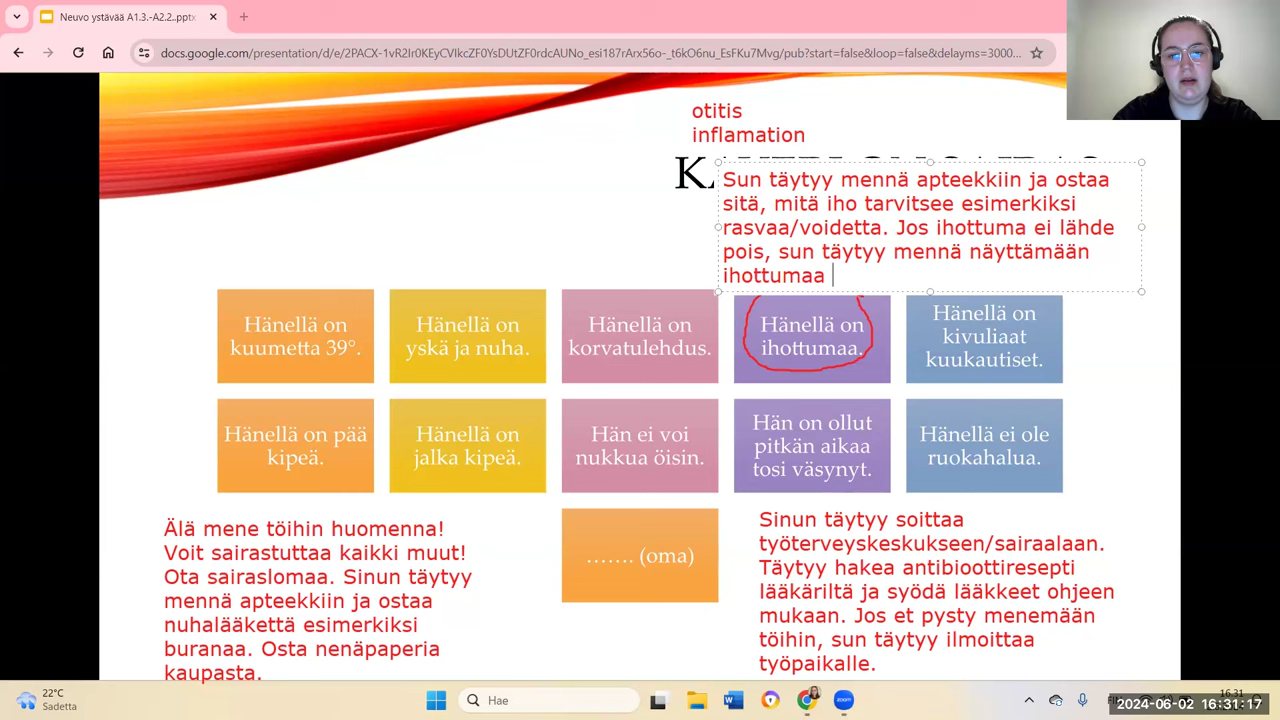 Neuvo ystävää A1.3.-A2.2..pptx
docs.google.com/presentation/d/e/2PACX-1vR2Ir0KEyCVIkcZF0YsDUtZF0rdcAUNo_esi187rArx56o-_t6kO6nu_EsFKu7Mvg/pub?start=false&loop=false&delayms=3000...
otitis
inflamation
Sun täytyy mennä apteekkiin ja ostaa
sitä, mitä iho tarvitsee esimerkiksi
rasvaa/voidetta. Jos ihottuma ei lähde
pois, sun täytyy mennä näyttämään
ihottumaa
Hänellä on
kuumetta 39°.
Hänellä on
yskä ja nuha.
Hänellä on
korvatulehdus.
Hänellä on
ihottumaa.
Hänellä on
kivuliaat
kuukautiset.
Hänellä on pää
kipeä.
Hänellä on
jalka kipeä.
Hän ei voi
nukkua öisin.
Hän on ollut
pitkän aikaa
tosi väsynyt.
Hänellä ei ole
ruokahalua.
……. (oma)
Älä mene töihin huomenna!
Voit sairastuttaa kaikki muut!
Ota sairaslomaa. Sinun täytyy
mennä apteekkiin ja ostaa
nuhalääkettä esimerkiksi
buranaa. Osta nenäpaperia
kaupasta.
Sinun täytyy soittaa
työterveyskeskukseen/sairaalaan.
Täytyy hakea antibioottiresepti
lääkäriltä ja syödä lääkkeet ohjeen
mukaan. Jos et pysty menemään
töihin, sun täytyy ilmoittaa
työpaikalle.
22°C
Sadetta
Hae
16.31
2024-06-02 16:31:17